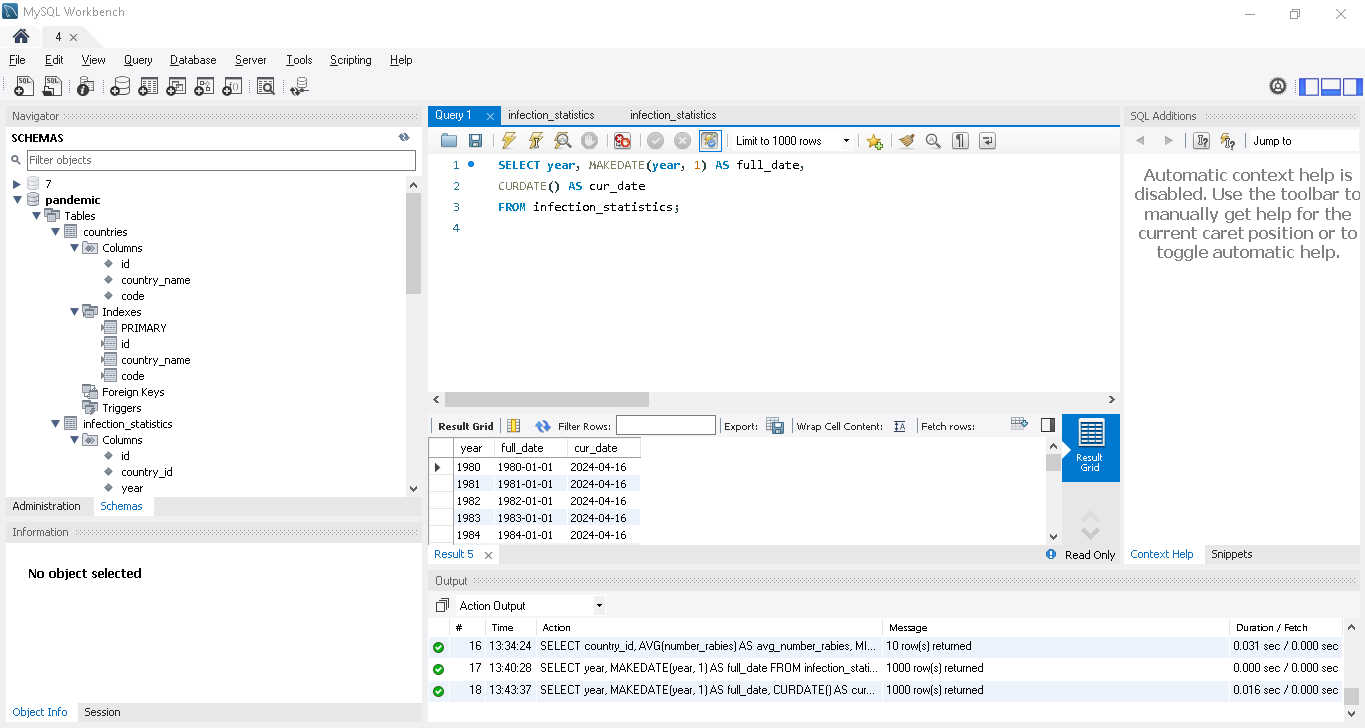 MySQL Workbench
4
File Edit View Query Database Server Tools Scripting Help
Navigator
SCHEMAS
Filter objects
7
pandemic
Tables
countries
Columns
id
country_name
code
Indexes
PRIMARY
id
country_name
code
Foreign Keys
Triggers
infection_statistics
Columns
id
country_id
year
Administration Schemas
Information
No object selected
Object Info Session
Query 1 infection_statistics infection_statistics
Limit to 1000 rows
1 SELECT year, MAKEDATE(year, 1) AS full_date,
2 CURDATE() AS cur_date
3 FROM infection_statistics;
4
Result Grid Filter Rows: Export: Wrap Cell Content: Fetch rows:
year full_date cur_date
1980 1980-01-01 2024-04-16
1981 1981-01-01 2024-04-16
1982 1982-01-01 2024-04-16
1983 1983-01-01 2024-04-16
1984 1984-01-01 2024-04-16
Result
Grid
Result 5 Read Only
SQL Additions
Jump to
Automatic context help is
disabled. Use the toolbar to
manually get help for the
current caret position or to
toggle automatic help.
Context Help Snippets
Output
Action Output
# Time Action Message Duration / Fetch
16 13:34:24 SELECT country_id, AVG(number_rabies) AS avg_number_rabies, MI... 10 row(s) returned 0.031 sec / 0.000 sec
17 13:40:28 SELECT year, MAKEDATE(year, 1) AS full_date FROM infection_stati... 1000 row(s) returned 0.000 sec / 0.000 sec
18 13:43:37 SELECT year, MAKEDATE(year, 1) AS full_date, CURDATE() AS cur... 1000 row(s) returned 0.016 sec / 0.000 sec